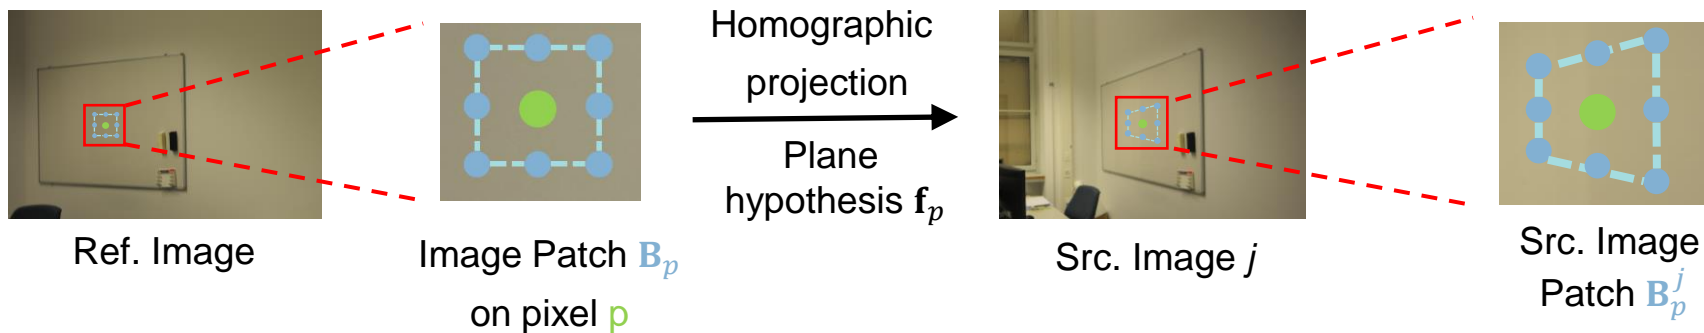 Ref. Image
Image Patch B_p
on pixel p
Homographic
projection
Plane
hypothesis f_p
Src. Image j
Src. Image
Patch B_p^j